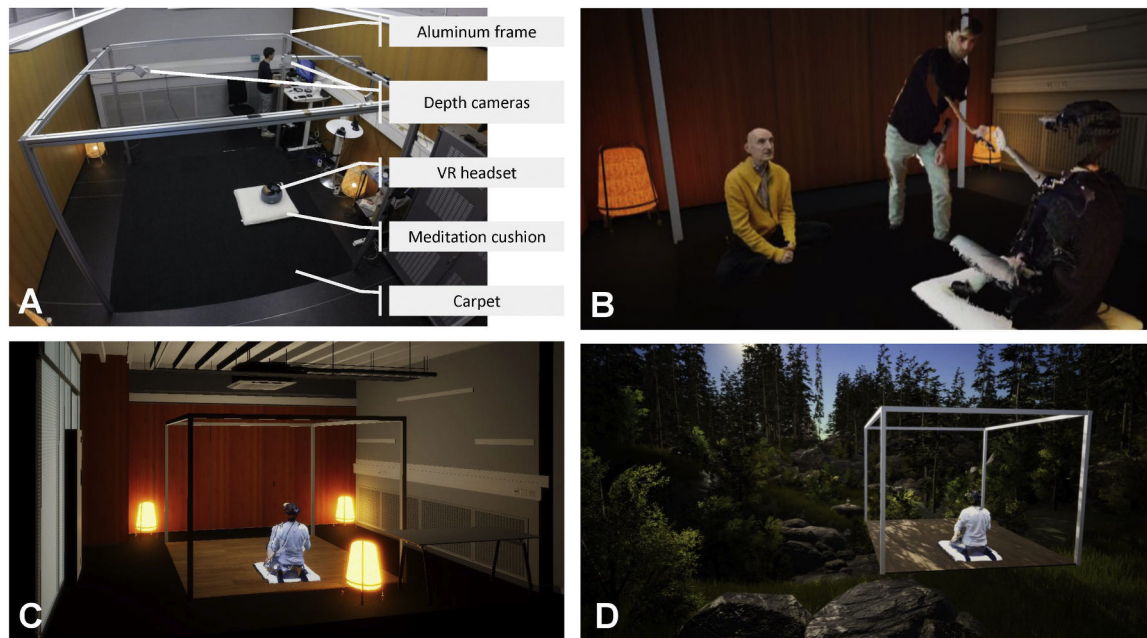 Aluminum frame
Depth cameras
VR headset
Meditation cushion
Carpet
A
B
C
D